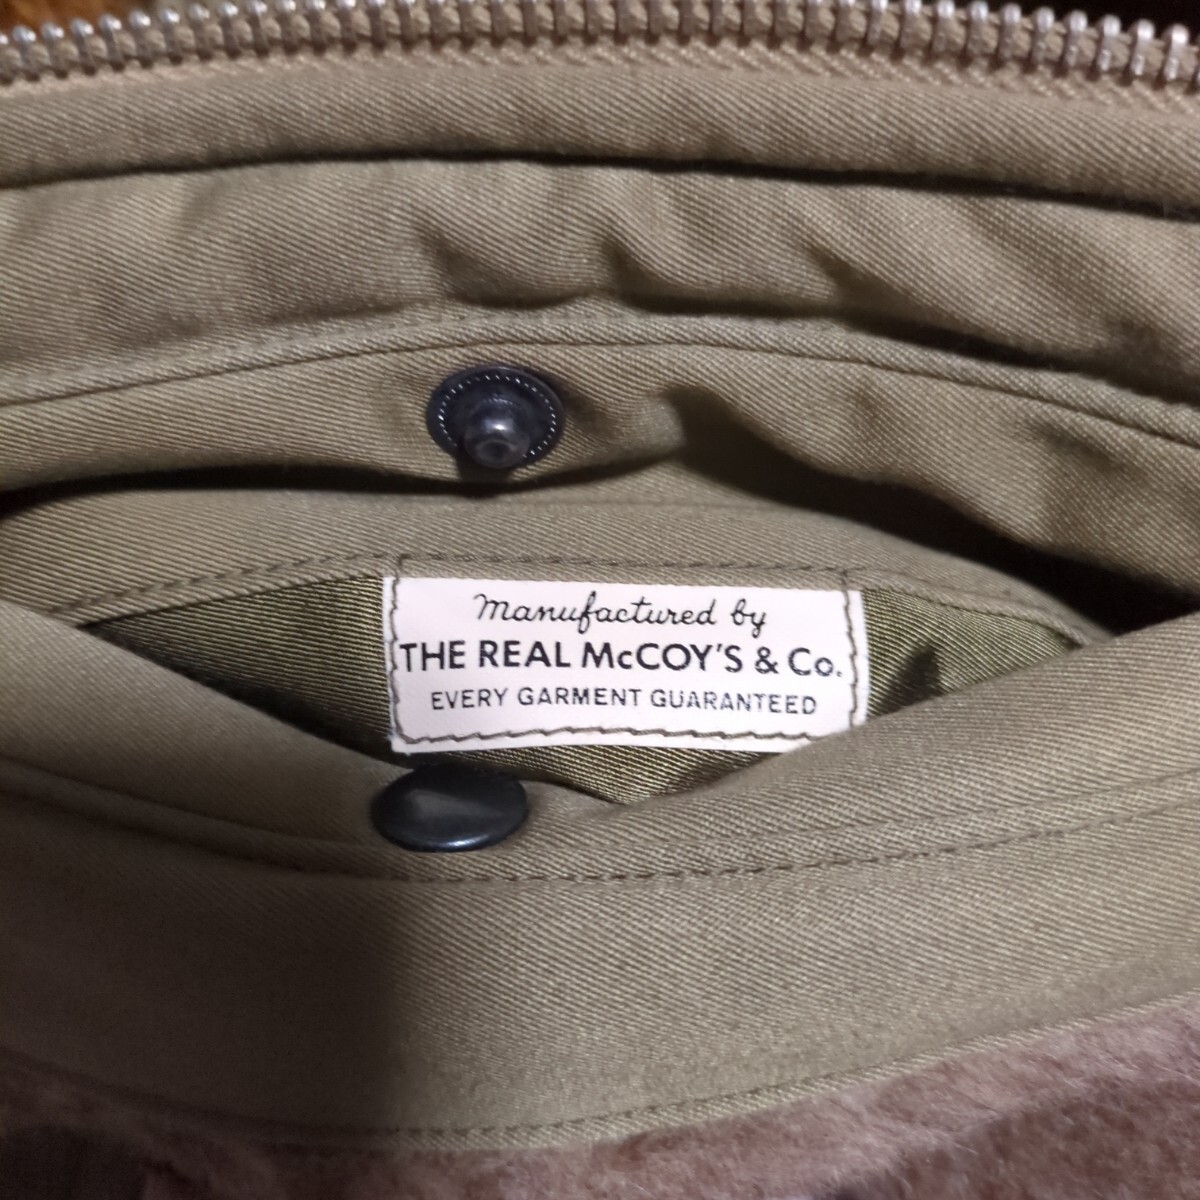 manufactured by
THE REAL McCOY'S & Co.
EVERY GARMENT GUARANTEED